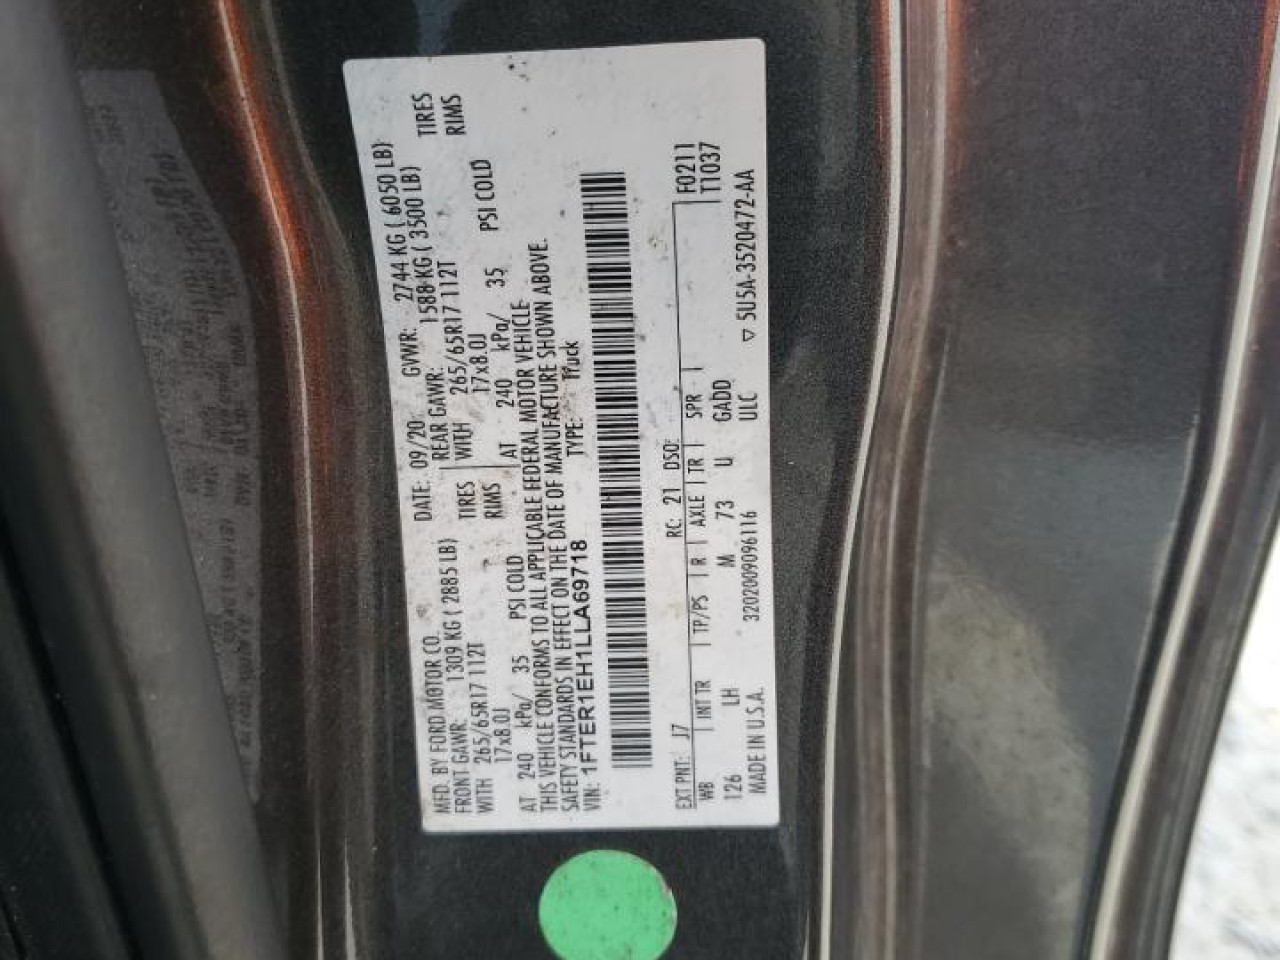 MFD. BY FORD MOTOR CO. DATE: 09/20 GVWR: 2744 KG ( 6050 LB)
FRONT GAWR: 1309 KG ( 2885 LB) REAR GAWR: 1588 KG ( 3500 LB)
WITH 265/65R17 112T TIRES WITH 265/65R17 112T TIRES
17x8.0J RIMS 17x8.0J RIMS
AT 240 kPa/ 35 PSI COLD AT 240 kPa/ 35 PSI COLD
THIS VEHICLE CONFORMS TO ALL APPLICABLE FEDERAL MOTOR VEHICLE
SAFETY STANDARDS IN EFFECT ON THE DATE OF MANUFACTURE SHOWN ABOVE.
VIN: 1FTER1EH1LLA69718 TYPE: Truck
EXT PNT: J7 RC: 21 DSO: F0211
WB INT TR TP/PS R AXLE TR SPR T1037
126 LH M 73 U GADD
MADE IN U.S.A. 3202009096116 ULC ▽ 5U5A-3520472-AA